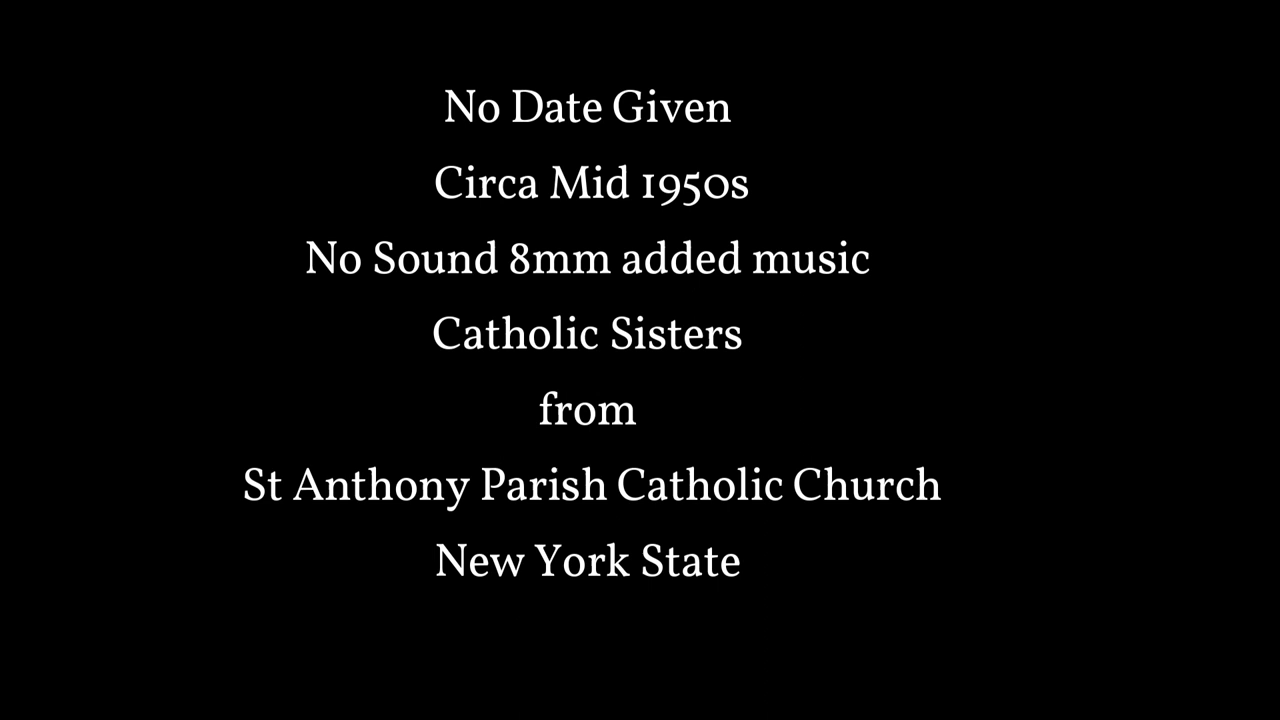 No Date Given
Circa Mid 1950s
No Sound 8mm added music
Catholic Sisters
from
St Anthony Parish Catholic Church
New York State